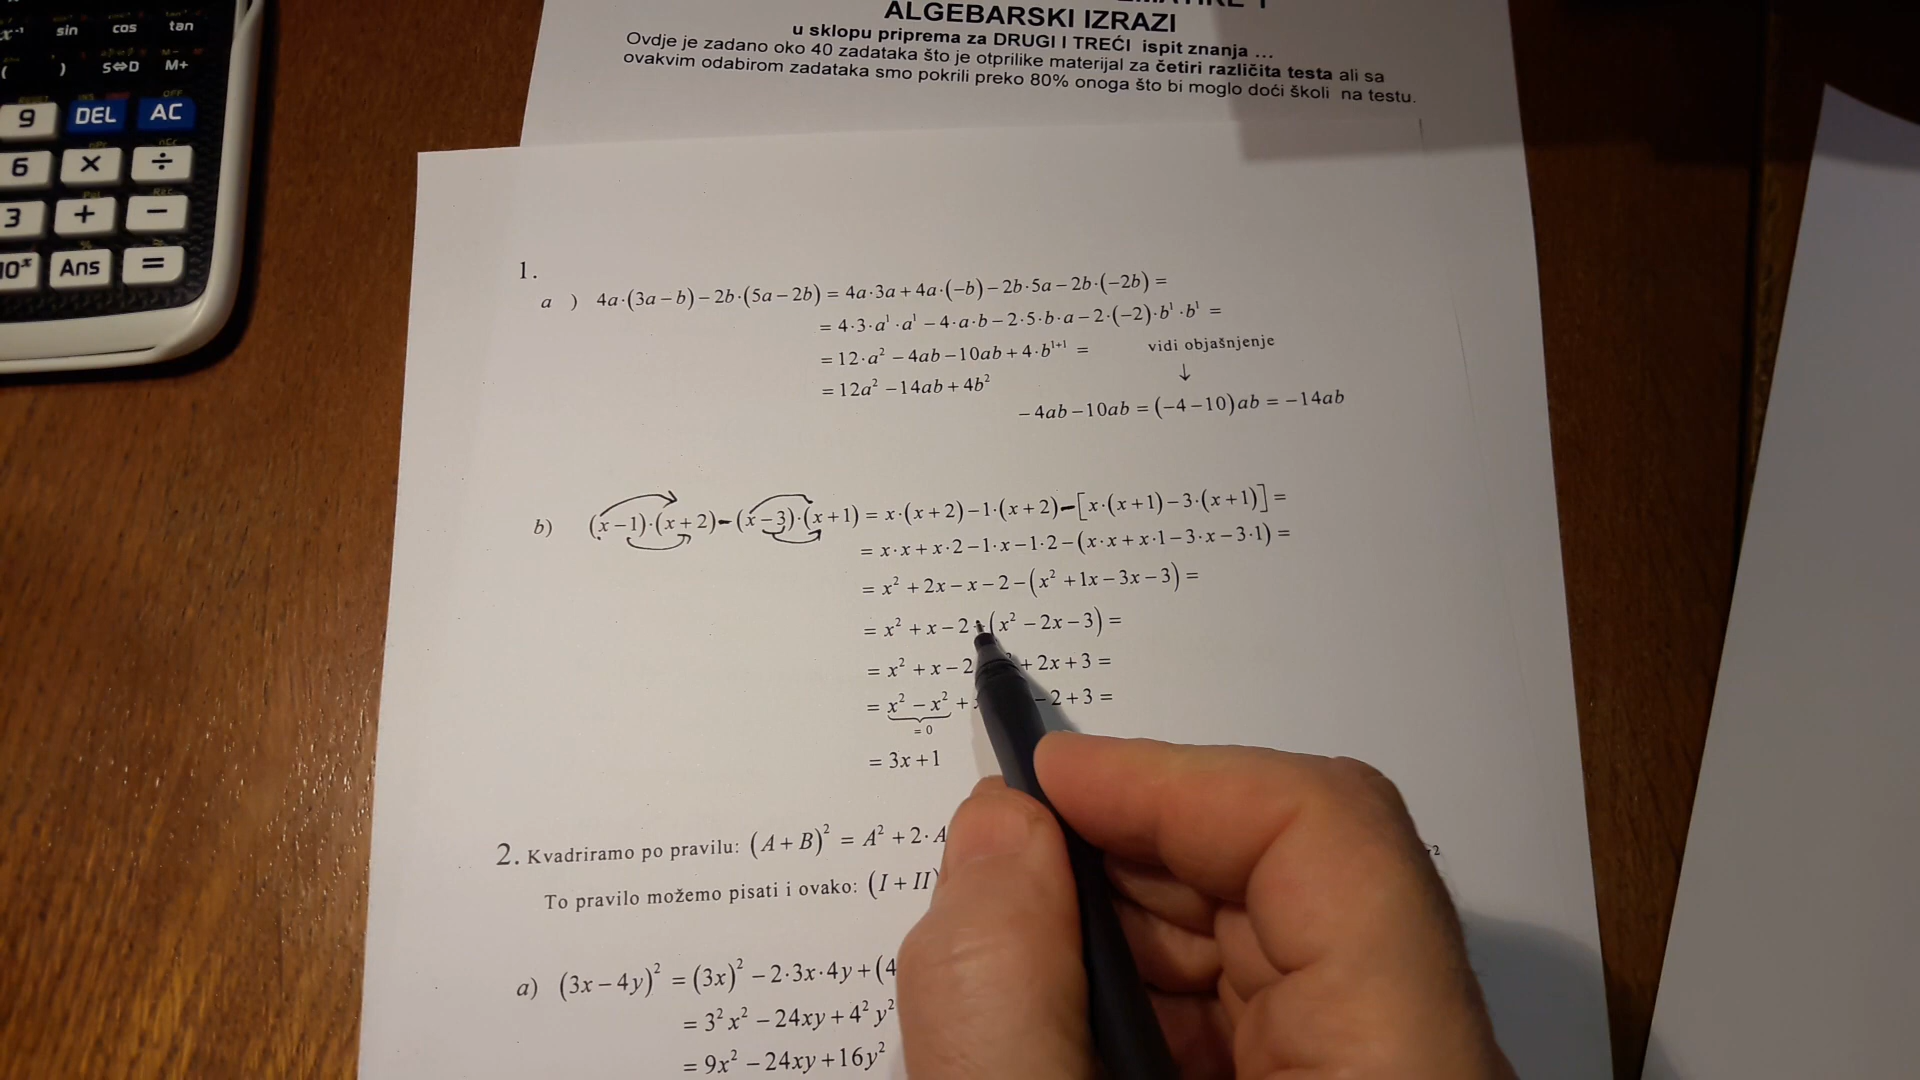 x⁻¹ sin cos tan
( ) S⇔D M+
9 DEL AC
6 × ÷
3 + −
10ˣ Ans =
ALGEBARSKI IZRAZI
u sklopu priprema za DRUGI I TREĆI ispit znanja ...
Ovdje je zadano oko 40 zadataka što je otprilike materijal za četiri različita testa ali sa
ovakvim odabirom zadataka smo pokrili preko 80% onoga što bi moglo doći školi na testu.
1.
a ) 4a·(3a−b)−2b·(5a−2b) = 4a·3a+4a·(−b)−2b·5a−2b·(−2b) =
= 4·3·a¹·a¹ −4·a·b−2·5·b·a−2·(−2)·b¹·b¹ =
= 12·a² −4ab−10ab+4·b¹⁺¹ =
vidi objašnjenje
↓
= 12a² −14ab+4b²
−4ab−10ab = (−4−10)ab = −14ab
b) (x−1)·(x+2)−(x−3)·(x+1) = x·(x+2)−1·(x+2)−[x·(x+1)−3·(x+1)] =
= x·x+x·2−1·x−1·2−(x·x+x·1−3·x−3·1) =
= x² +2x−x−2−(x² +1x−3x−3) =
= x² +x−2 (x² −2x−3) =
= x² +x−2 +2x+3 =
= x² −x² + −2+3 =
=0
= 3x+1
2. Kvadriramo po pravilu: (A+B)² = A² +2·A
To pravilo možemo pisati i ovako: (I+II)
a) (3x−4y)² = (3x)² −2·3x·4y+(4
= 3²x² −24xy+4²y²
= 9x² −24xy+16y²